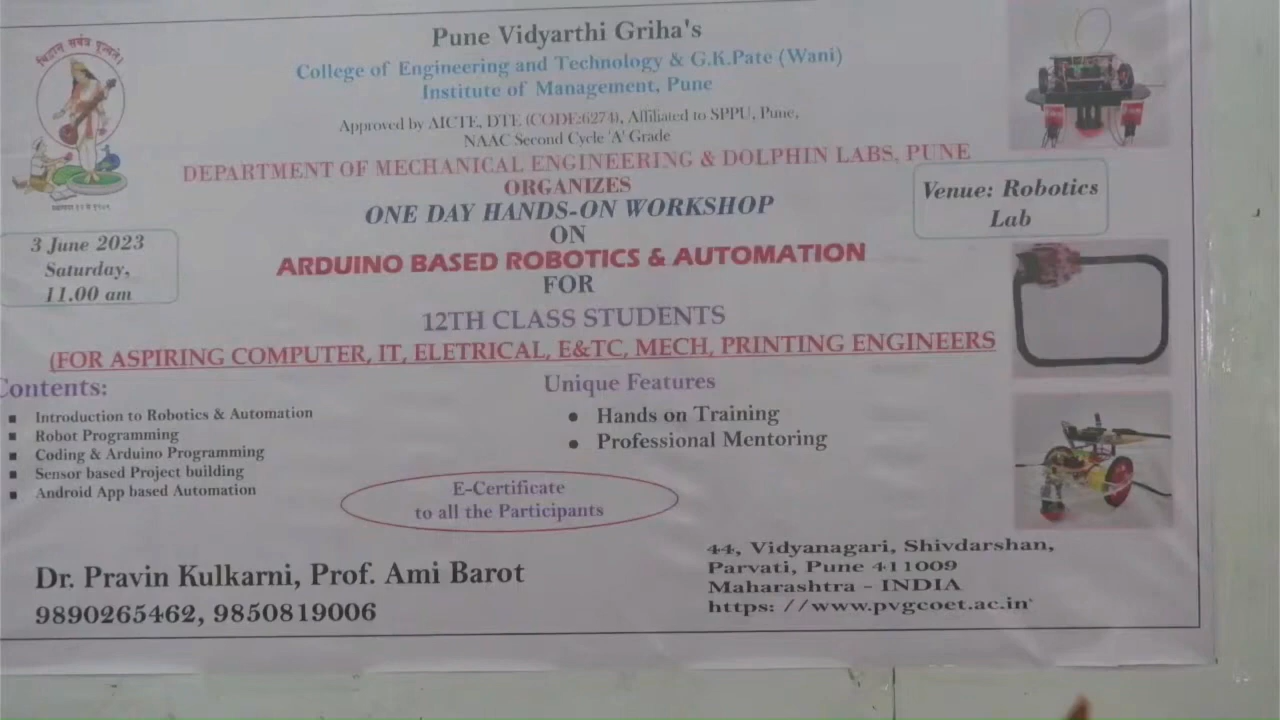 विद्वान् सर्वत्र पूज्यते।
Pune Vidyarthi Griha's
College of Engineering and Technology & G.K.Pate (Wani)
Institute of Management, Pune
Approved by AICTE, DTE (CODE:6274), Affiliated to SPPU, Pune,
NAAC Second Cycle 'A' Grade
DEPARTMENT OF MECHANICAL ENGINEERING & DOLPHIN LABS, PUNE
ORGANIZES
ONE DAY HANDS-ON WORKSHOP
ON
ARDUINO BASED ROBOTICS & AUTOMATION
FOR
12TH CLASS STUDENTS
(FOR ASPIRING COMPUTER, IT, ELETRICAL, E&TC, MECH, PRINTING ENGINEERS
3 June 2023
Saturday,
11.00 am
Venue: Robotics
Lab
Contents:
■ Introduction to Robotics & Automation
■ Robot Programming
■ Coding & Arduino Programming
■ Sensor based Project building
■ Android App based Automation
Unique Features
● Hands on Training
● Professional Mentoring
E-Certificate
to all the Participants
Dr. Pravin Kulkarni, Prof. Ami Barot
9890265462, 9850819006
44, Vidyanagari, Shivdarshan,
Parvati, Pune 411009
Maharashtra - INDIA
https: //www.pvgcoet.ac.in